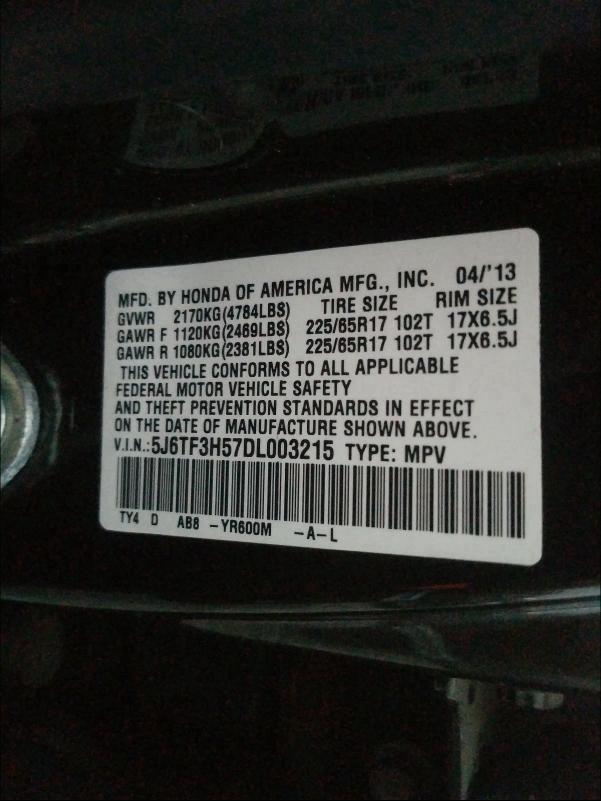 MFD. BY HONDA OF AMERICA MFG., INC. 04/'13
GVWR 2170KG(4784LBS) TIRE SIZE RIM SIZE
GAWR F 1120KG(2469LBS) 225/65R17 102T 17X6.5J
GAWR R 1080KG(2381LBS) 225/65R17 102T 17X6.5J
THIS VEHICLE CONFORMS TO ALL APPLICABLE
FEDERAL MOTOR VEHICLE SAFETY
AND THEFT PREVENTION STANDARDS IN EFFECT
ON THE DATE OF MANUFACTURE SHOWN ABOVE.
V.I.N.:5J6TF3H57DL003215 TYPE: MPV
TY4 D AB8 -YR600M -A-L